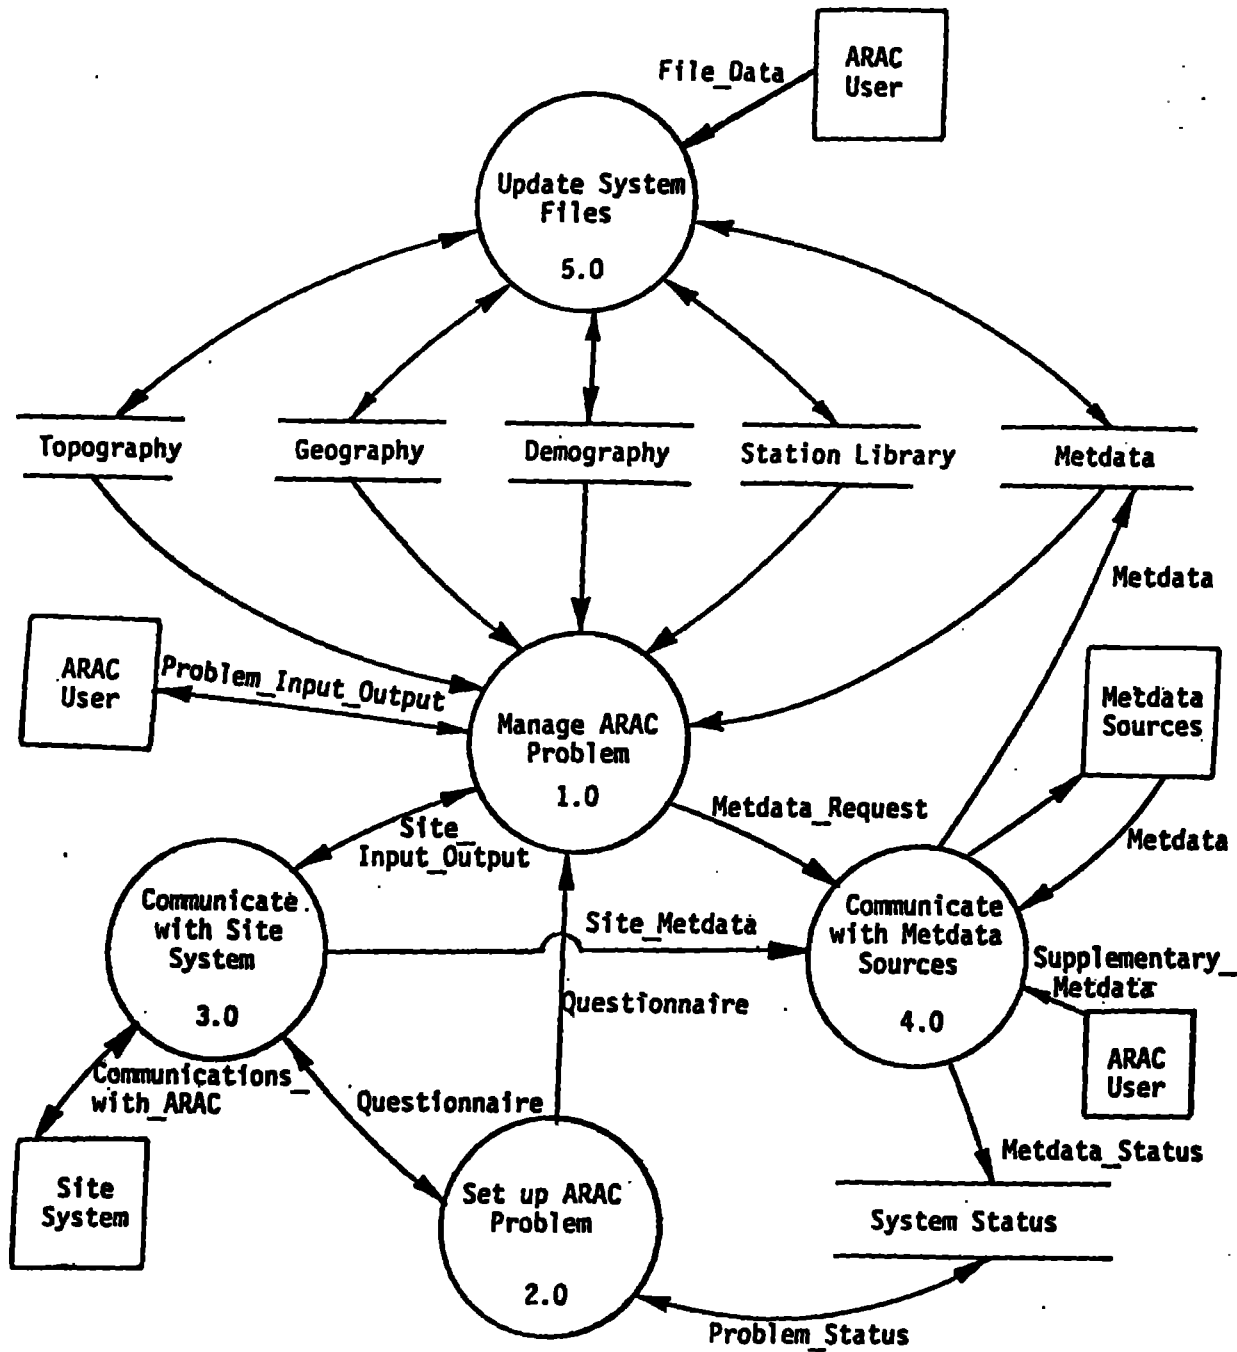 ARAC
User
File_Data
Update System
Files
5.0
Topography
Geography
Demography
Station Library
Metdata
Metdata
ARAC
User
Problem_Input_Output
Manage ARAC
Problem
1.0
Metdata
Sources
Metdata_Request
Metdata
Site_
Input_Output
Communicate
with Site
System
3.0
Site_Metdata
Communicate
with Metdata
Sources
4.0
Supplementary_
Metdata
Questionnaire
ARAC
User
Communications_
with_ARAC
Questionnaire
Metdata_Status
Site
System
Set up ARAC
Problem
2.0
System Status
Problem_Status